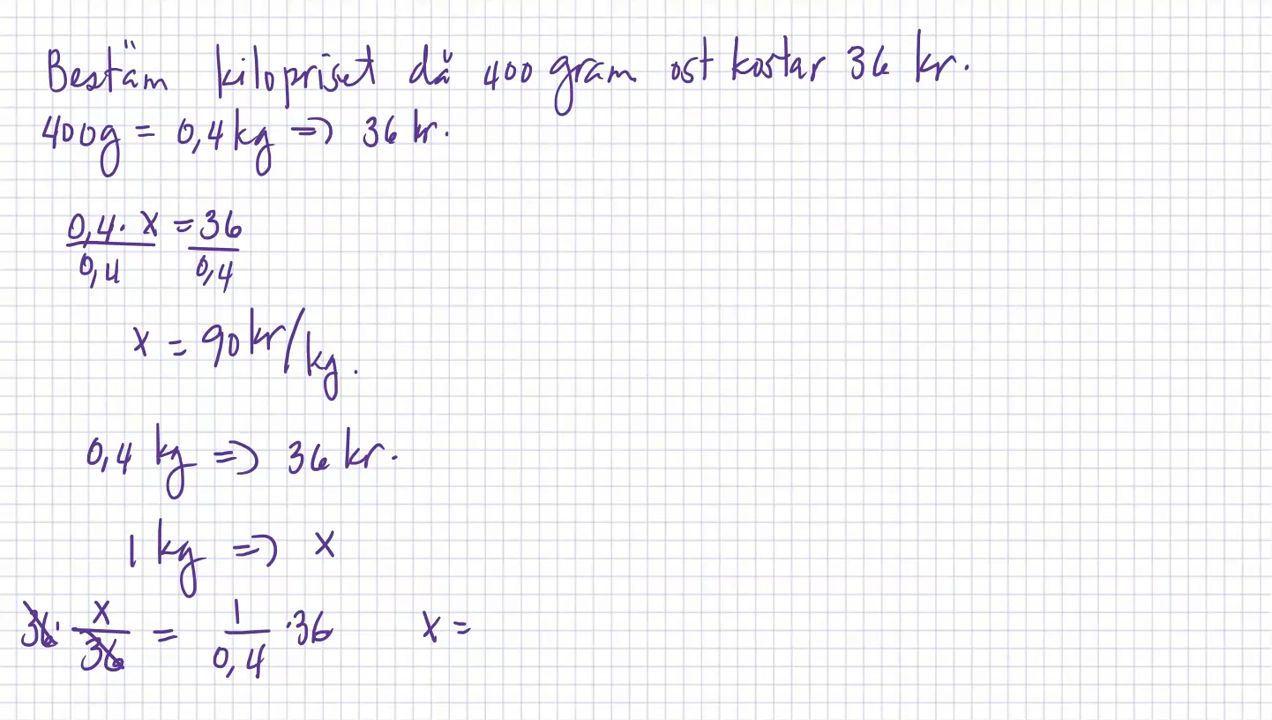 Bestäm kilopriset då 400 gram ost kostar 36 kr.
400g = 0,4 kg => 36 kr.
0,4 · x = 36
0,4 0,4
x = 90 kr/kg.
0,4 kg => 36 kr.
1 kg => x
36 · x/36 = 1/0,4 · 36 x =